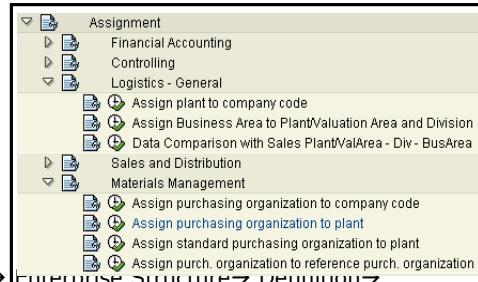 Assignment
Financial Accounting
Controlling
Logistics - General
Assign plant to company code
Assign Business Area to Plant/Valuation Area and Division
Data Comparison with Sales Plant/ValArea - Div - BusArea
Sales and Distribution
Materials Management
Assign purchasing organization to company code
Assign purchasing organization to plant
Assign standard purchasing organization to plant
Assign purch. organization to reference purch. organization
Enterprise Structure→ Definition→